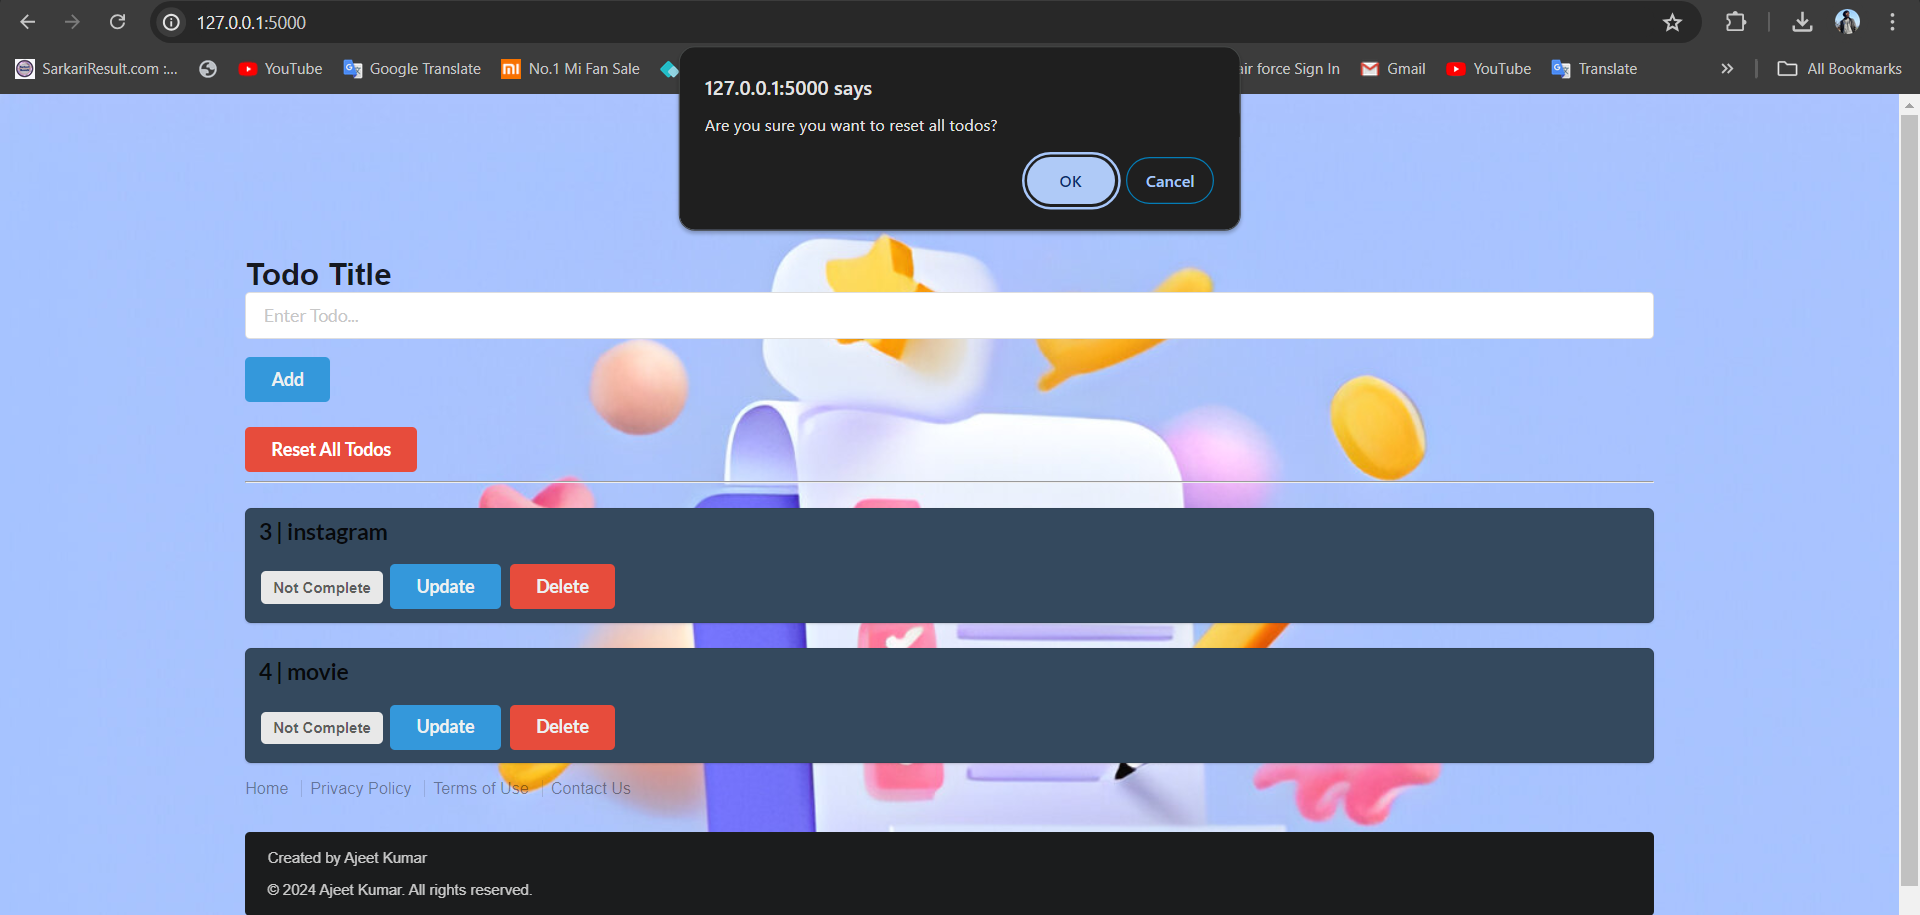 127.0.0.1:5000
SarkariResult.com :...
YouTube
Google Translate
No.1 Mi Fan Sale
air force Sign In
Gmail
YouTube
Translate
All Bookmarks
127.0.0.1:5000 says
Are you sure you want to reset all todos?
OK
Cancel
Todo Title
Enter Todo...
Add
Reset All Todos
3 | instagram
Not Complete
Update
Delete
4 | movie
Not Complete
Update
Delete
Home
Privacy Policy
Terms of Use
Contact Us
Created by Ajeet Kumar
© 2024 Ajeet Kumar. All rights reserved.